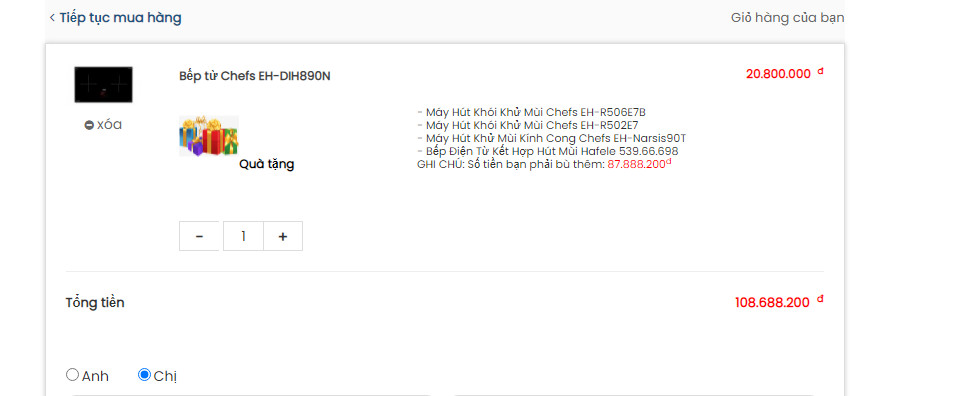 < Tiếp tục mua hàng
Giỏ hàng của bạn
Bếp từ Chefs EH-DIH890N
20.800.000 đ
xóa
Quà tặng
- Máy Hút Khói Khử Mùi Chefs EH-R506E7B
- Máy Hút Khói Khử Mùi Chefs EH-R502E7
- Máy Hút Khử Mùi Kính Cong Chefs EH-Narsis90T
- Bếp Điện Từ Kết Hợp Hút Mùi Hafele 539.66.698
GHI CHÚ: Số tiền bạn phải bù thêm: 87.888.200đ
- 1 +
Tổng tiền
108.688.200 đ
Anh
Chị